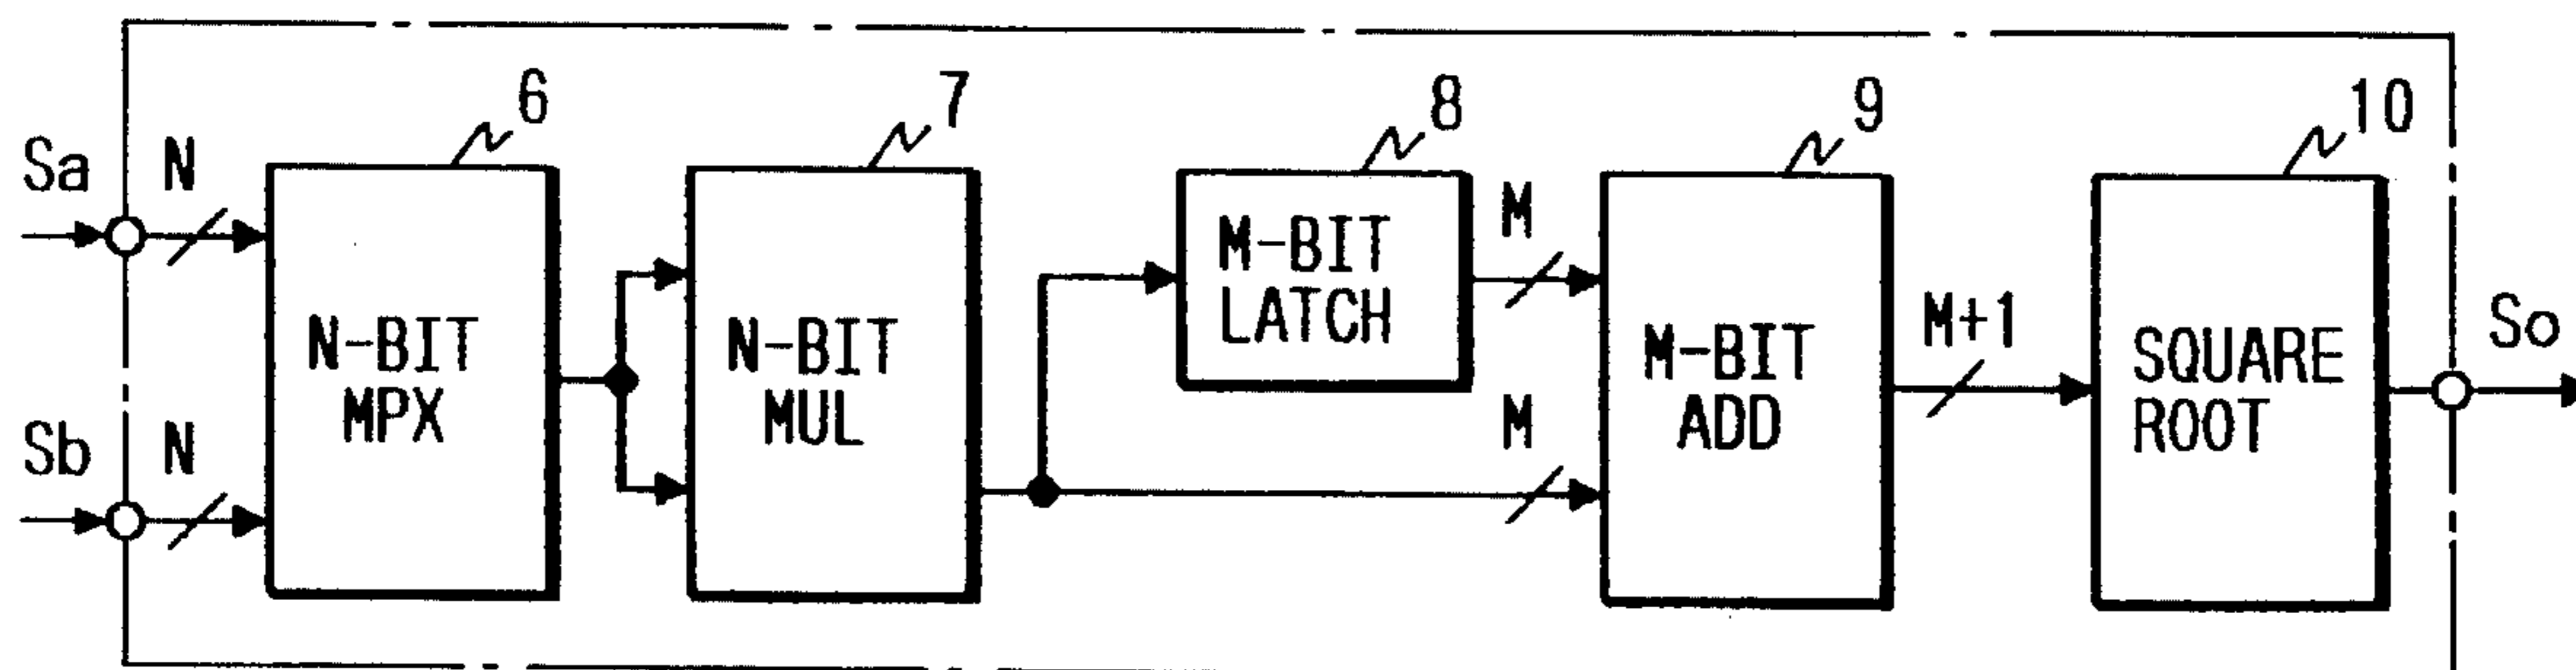 6
7
8
9
10
Sa
N
Sb
N
N-BIT
MPX
N-BIT
MUL
M-BIT
LATCH
M
M
M-BIT
ADD
M+1
SQUARE
ROOT
So